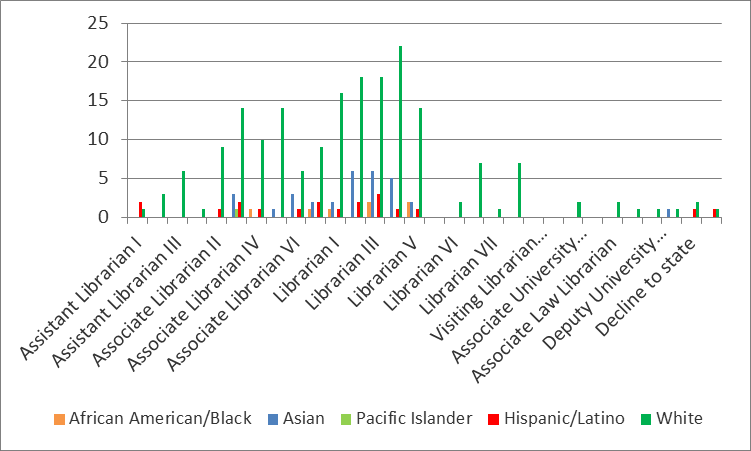 25
20
15
10
5
0
Assistant Librarian I
Assistant Librarian III
Associate Librarian II
Associate Librarian IV
Associate Librarian VI
Librarian I
Librarian III
Librarian V
Librarian VI
Librarian VII
Visiting Librarian...
Associate University...
Associate Law Librarian
Deputy University...
Decline to state
African American/Black Asian Pacific Islander Hispanic/Latino White